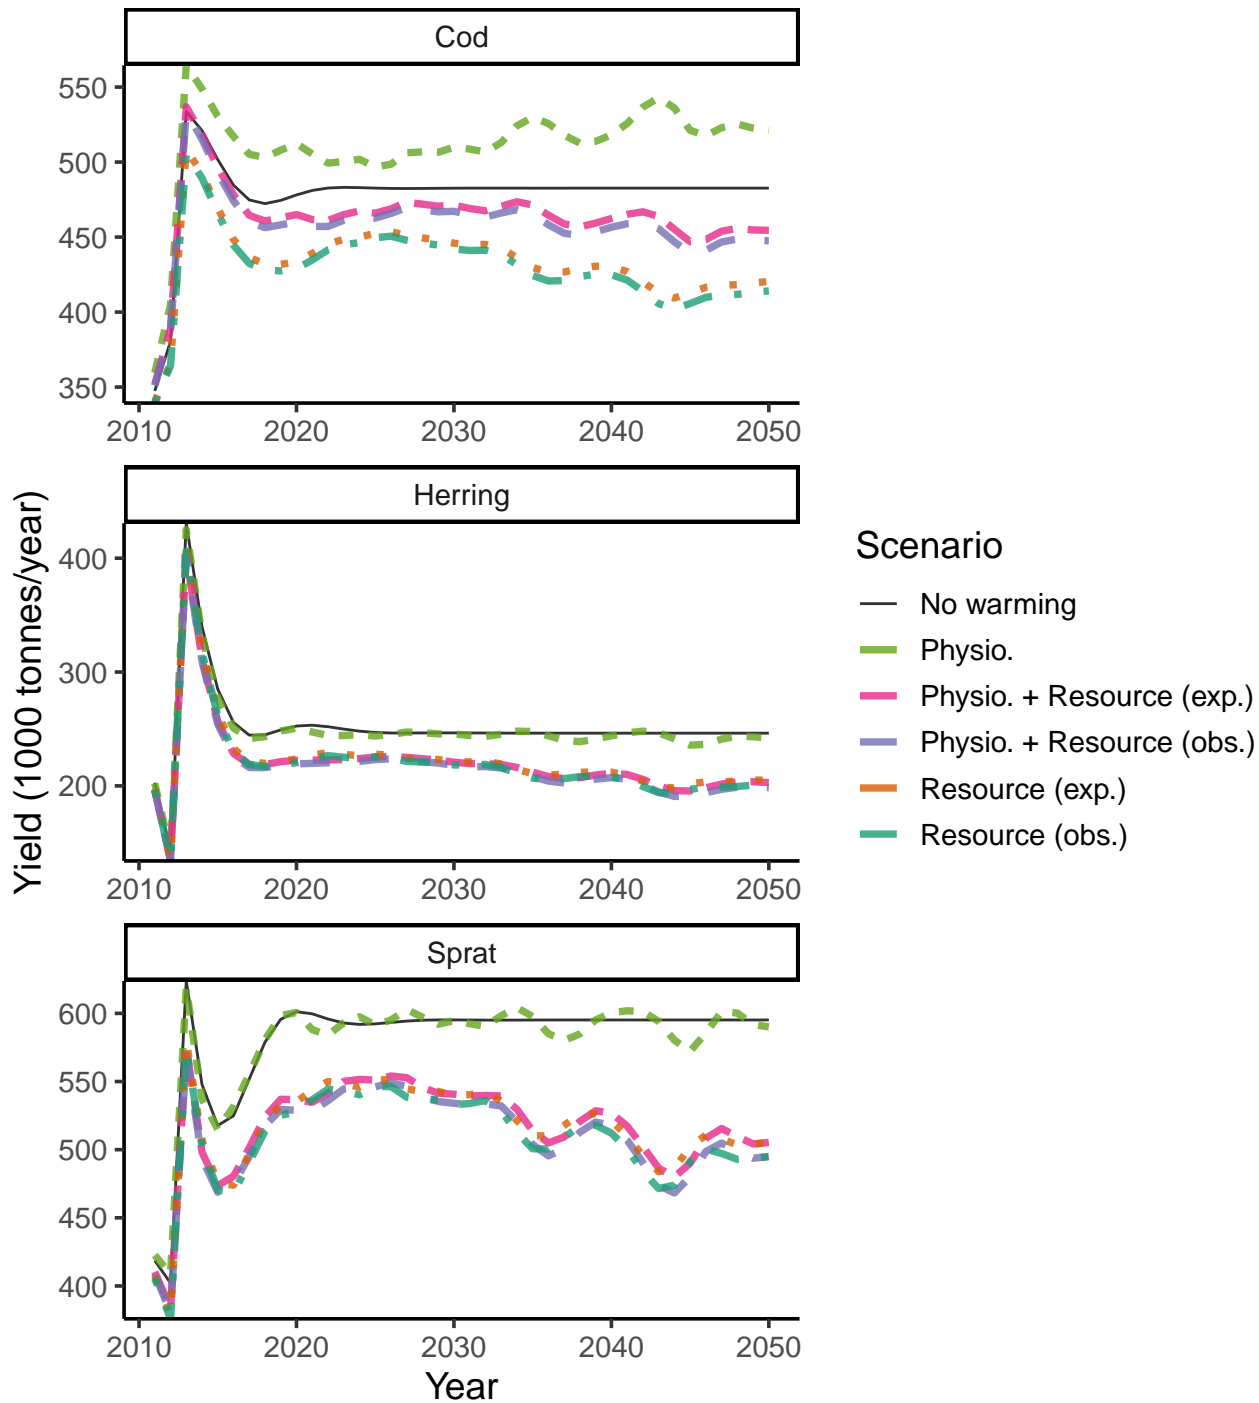 Cod
550
500
450
400
350
2010 2020 2030 2040 2050
Herring
400
300
200
2010 2020 2030 2040 2050
Sprat
600
550
500
450
400
2010 2020 2030 2040 2050
Year
Yield (1000 tonnes/year)
Scenario
No warming
Physio.
Physio. + Resource (exp.)
Physio. + Resource (obs.)
Resource (exp.)
Resource (obs.)